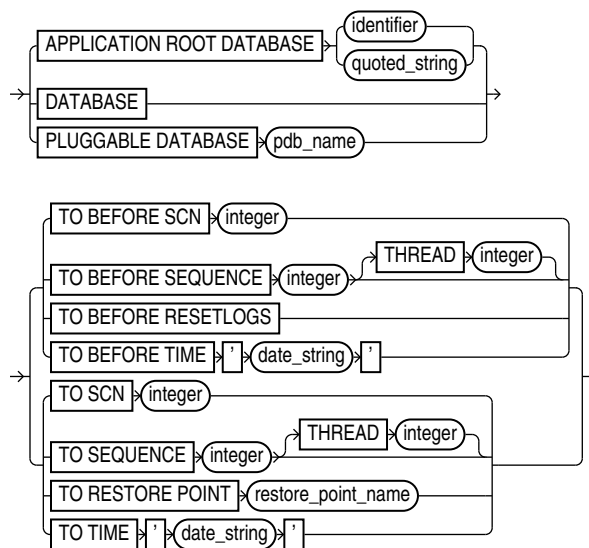 APPLICATION ROOT DATABASE identifier
quoted_string
DATABASE
PLUGGABLE DATABASE pdb_name
TO BEFORE SCN integer
TO BEFORE SEQUENCE integer THREAD integer
TO BEFORE RESETLOGS
TO BEFORE TIME ' date_string '
TO SCN integer
TO SEQUENCE integer THREAD integer
TO RESTORE POINT restore_point_name
TO TIME ' date_string '